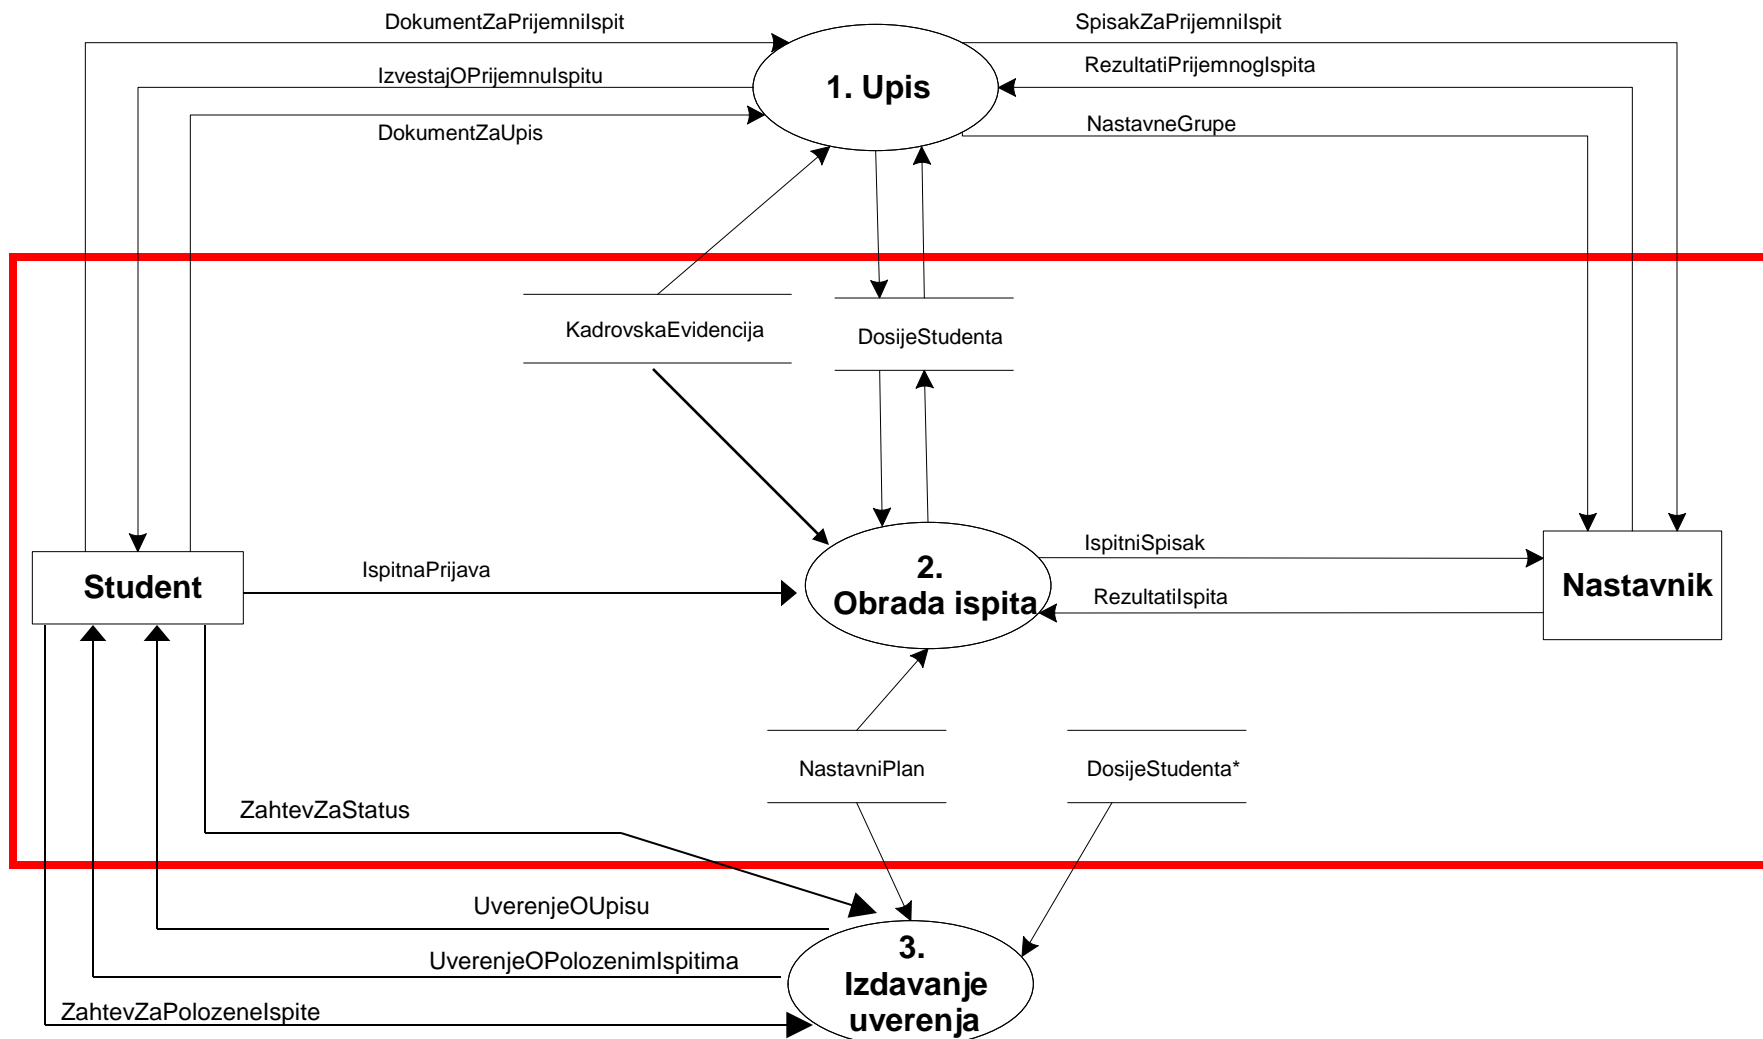 DokumentZaPrijemniIspit
SpisakZaPrijemniIspit
IzvestajOPrijemnuIspitu
1. Upis
RezultatiPrijemnogIspita
DokumentZaUpis
NastavneGrupe
KadrovskaEvidencija
DosijeStudenta
IspitnaPrijava
Student
2.
Obrada ispita
IspitniSpisak
RezultatiIspita
Nastavnik
NastavniPlan
DosijeStudenta*
ZahtevZaStatus
UverenjeOUpisu
UverenjeOPolozenimIspitima
ZahtevZaPolozeneIspite
3.
Izdavanje
uverenja